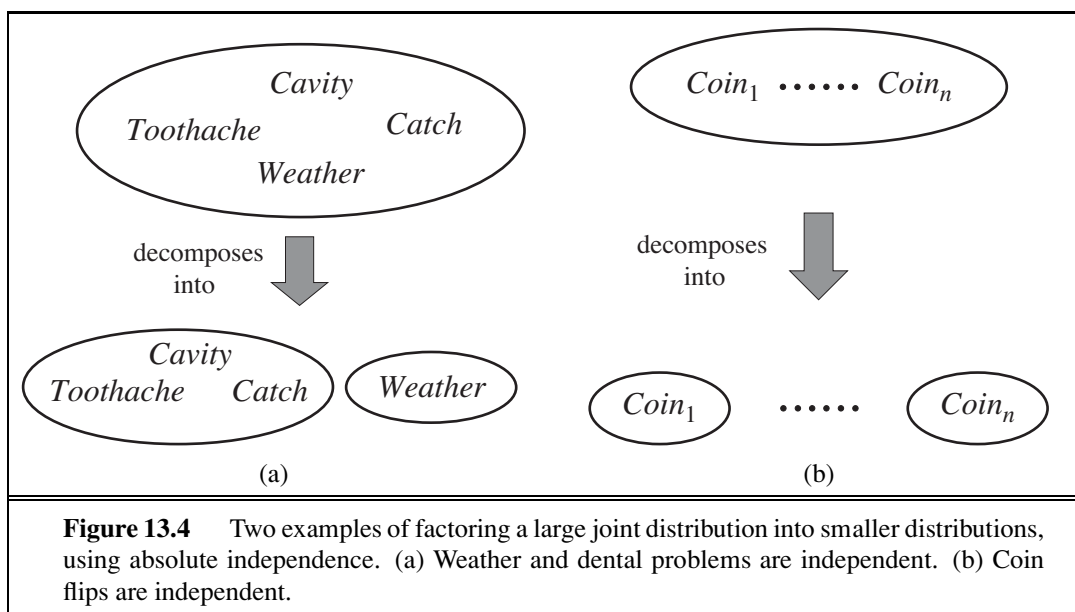 Cavity
Toothache Catch
Weather
decomposes
into
Cavity
Toothache Catch Weather
(a)
Coin₁ ...... Coinₙ
decomposes
into
Coin₁ ...... Coinₙ
(b)
Figure 13.4 Two examples of factoring a large joint distribution into smaller distributions,
using absolute independence. (a) Weather and dental problems are independent. (b) Coin
flips are independent.